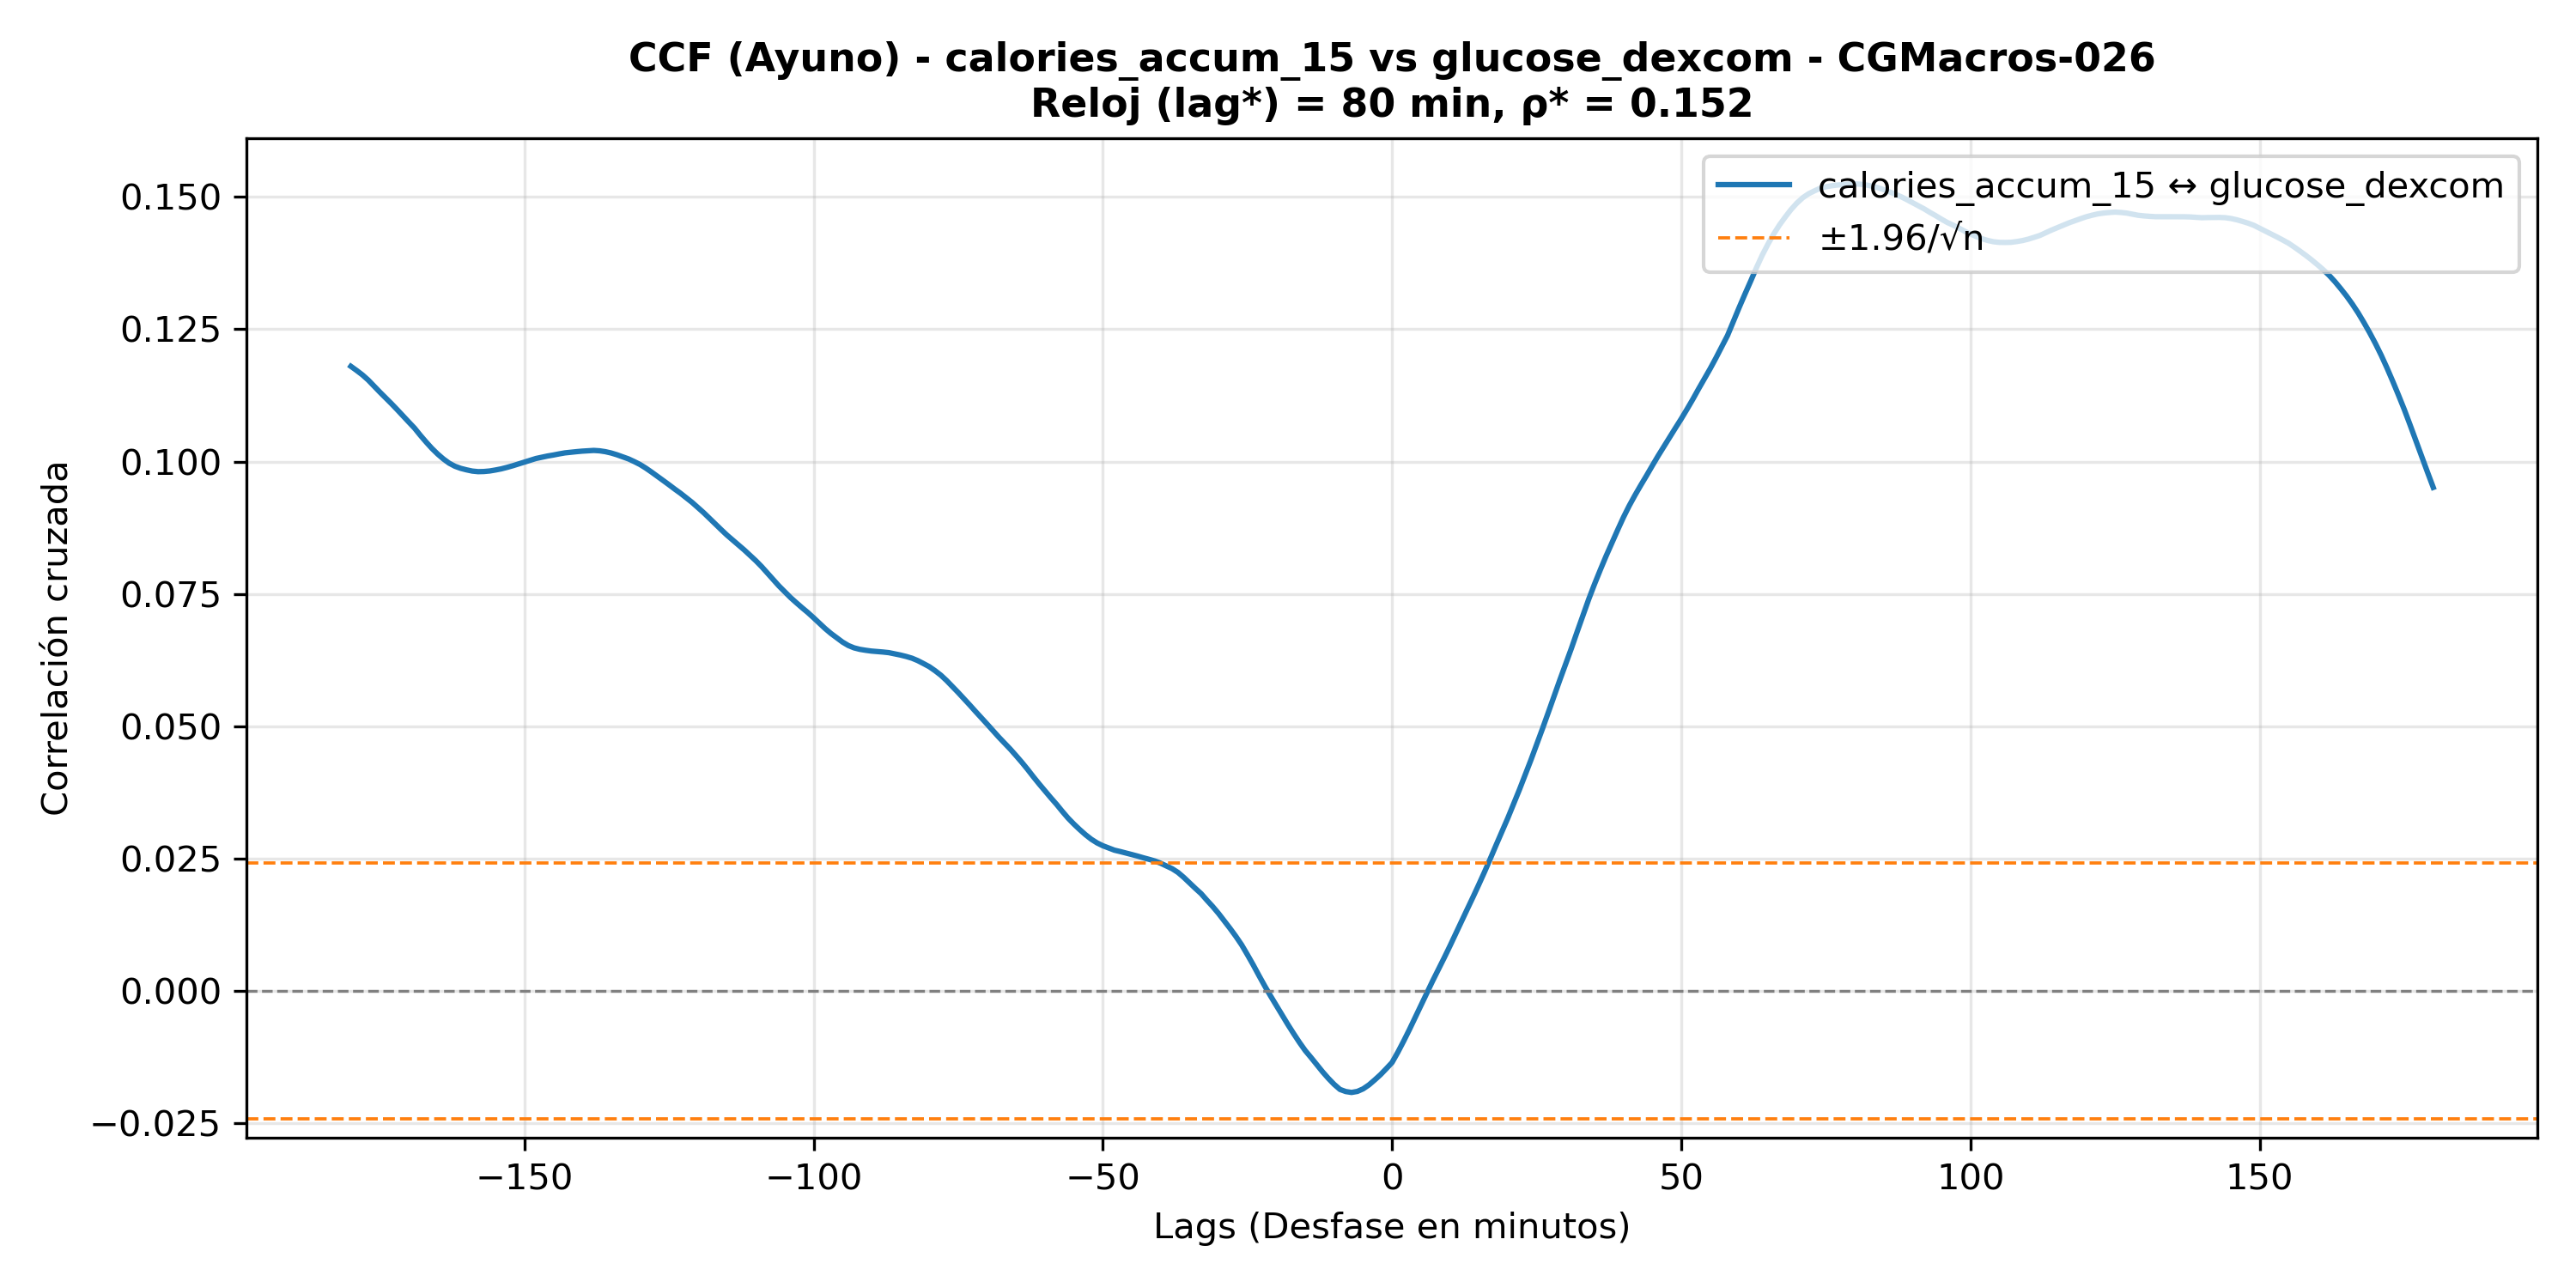 CCF (Ayuno) - calories_accum_15 vs glucose_dexcom - CGMacros-026
Reloj (lag*) = 80 min, ρ* = 0.152
calories_accum_15 ↔ glucose_dexcom
±1.96/√n
Correlación cruzada
0.150
0.125
0.100
0.075
0.050
0.025
0.000
−0.025
−150
−100
−50
0
50
100
150
Lags (Desfase en minutos)